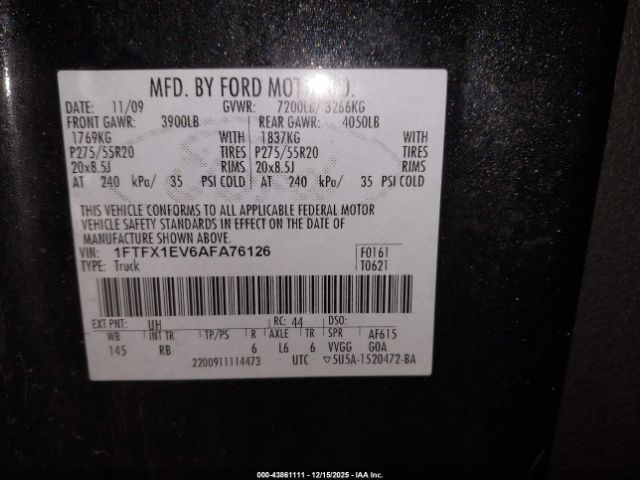 MFD. BY FORD MOTOR CO.
DATE: 11/09 GVWR: 7200LB/ 3266KG
FRONT GAWR: 3900LB REAR GAWR: 4050LB
1769KG WITH 1837KG WITH
P275/55R20 TIRES P275/55R20 TIRES
20x8.5J RIMS 20x8.5J RIMS
AT 240 kPa/ 35 PSI COLD AT 240 kPa/ 35 PSI COLD
THIS VEHICLE CONFORMS TO ALL APPLICABLE FEDERAL MOTOR
VEHICLE SAFETY STANDARDS IN EFFECT ON THE DATE OF
MANUFACTURE SHOWN ABOVE.
VIN: 1FTFX1EV6AFA76126 F0161
TYPE: Truck T0621
EXT PNT: UH RC: 44 DSO:
WB INT TR TP/PS R AXLE TR SPR AF615
145 RB 6 L6 6 VVGG G0A
2200911114473 UTC ▽5U5A-1520472-BA
000-43861111 - 12/15/2025 - IAA Inc.